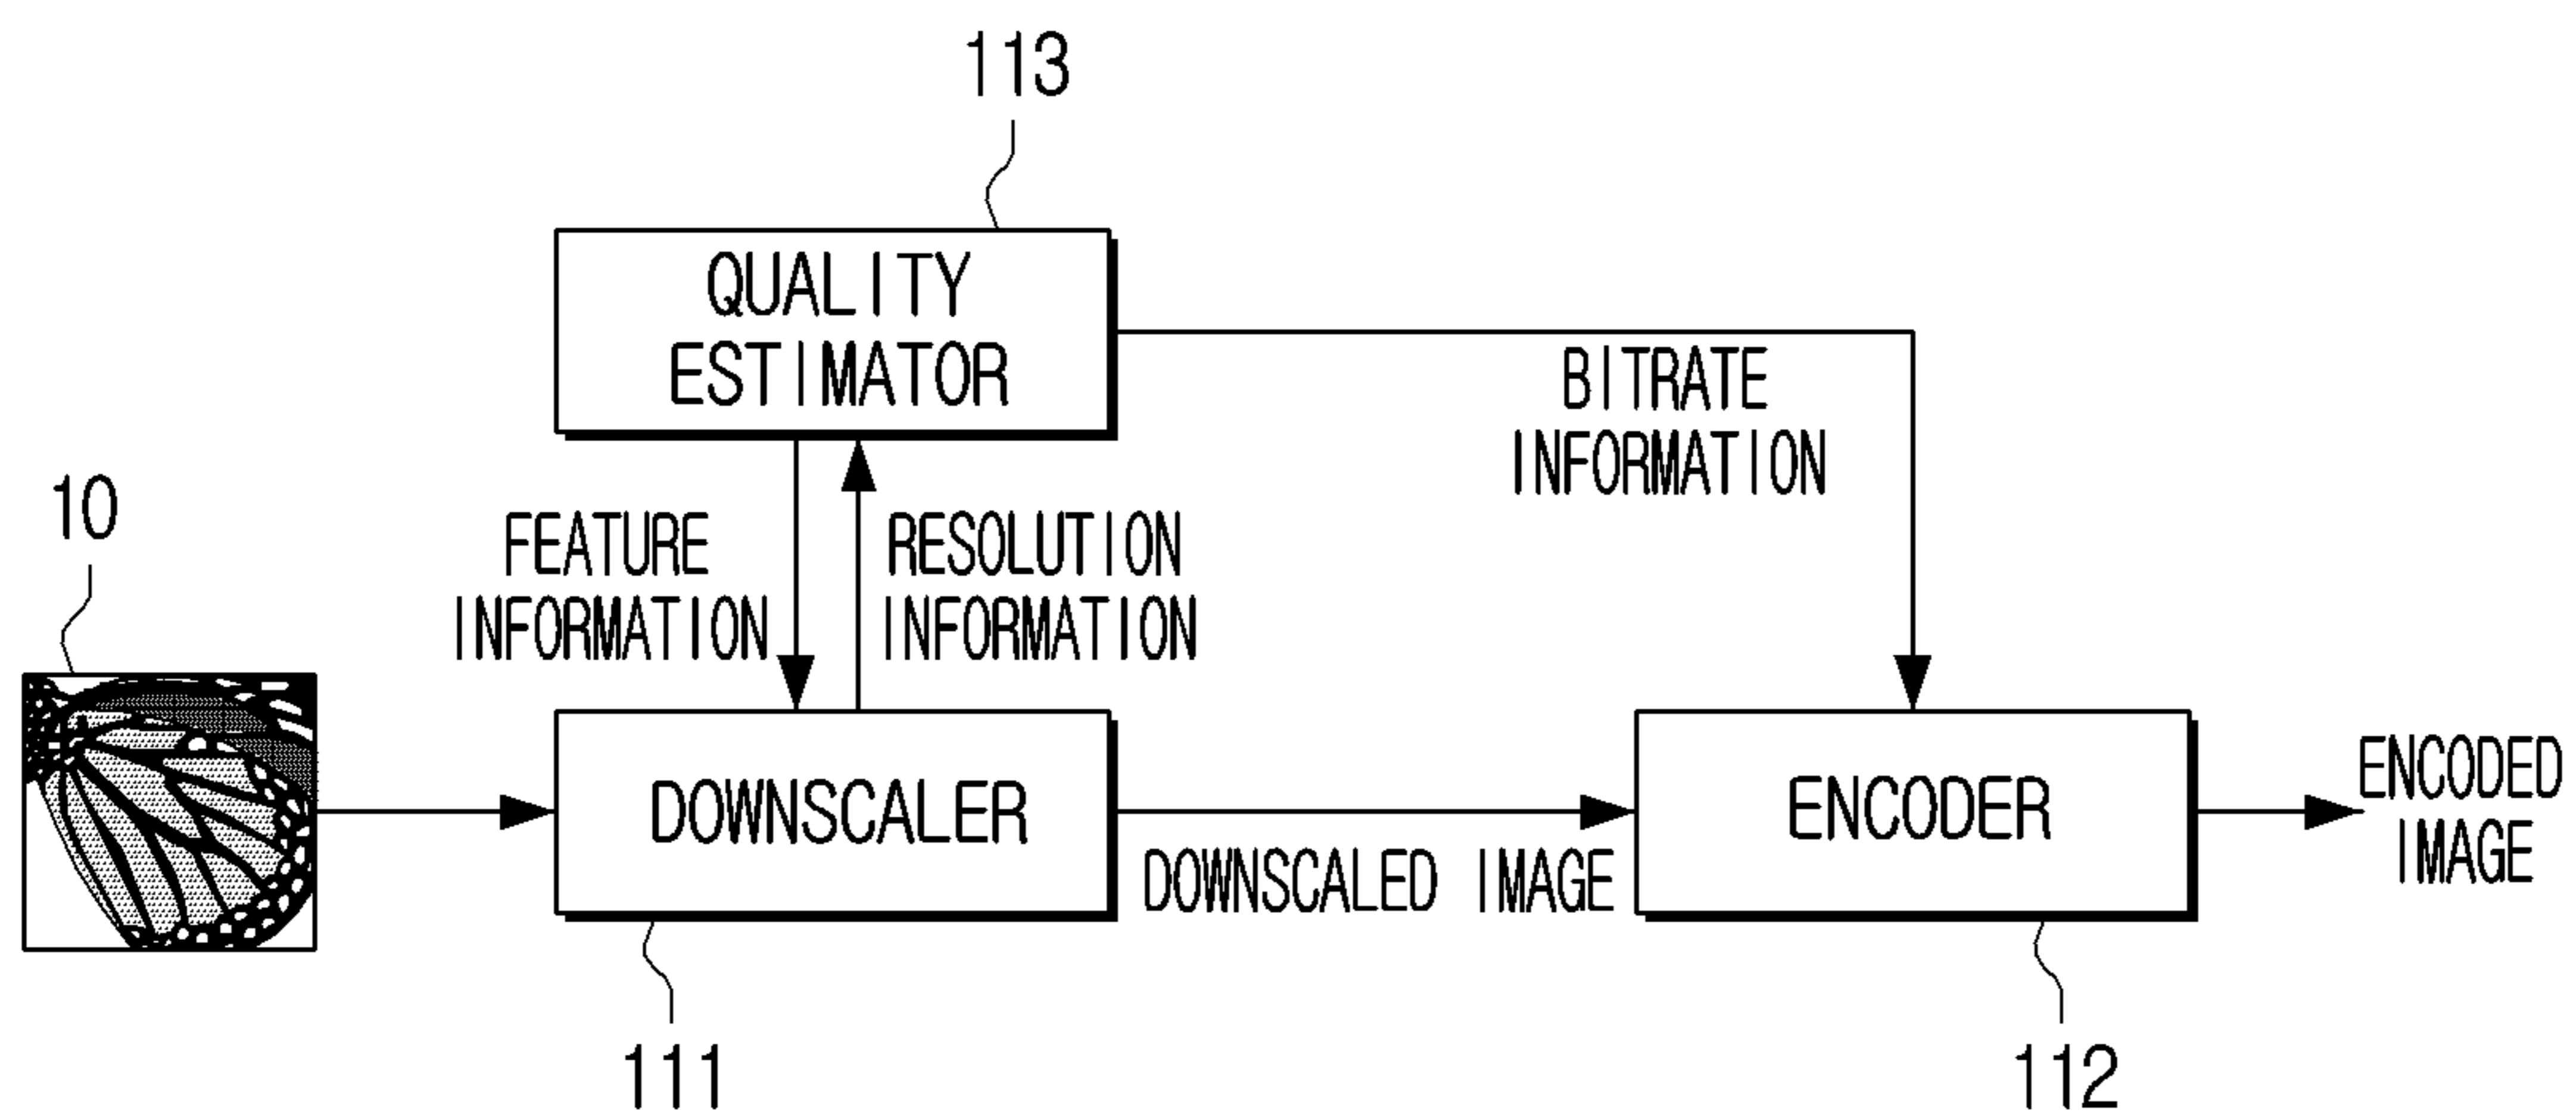 113
QUALITY
ESTIMATOR
BITRATE
INFORMATION
10
FEATURE
INFORMATION
RESOLUTION
INFORMATION
DOWNSCALER
DOWNSCALED IMAGE
ENCODER
ENCODED
IMAGE
111
112